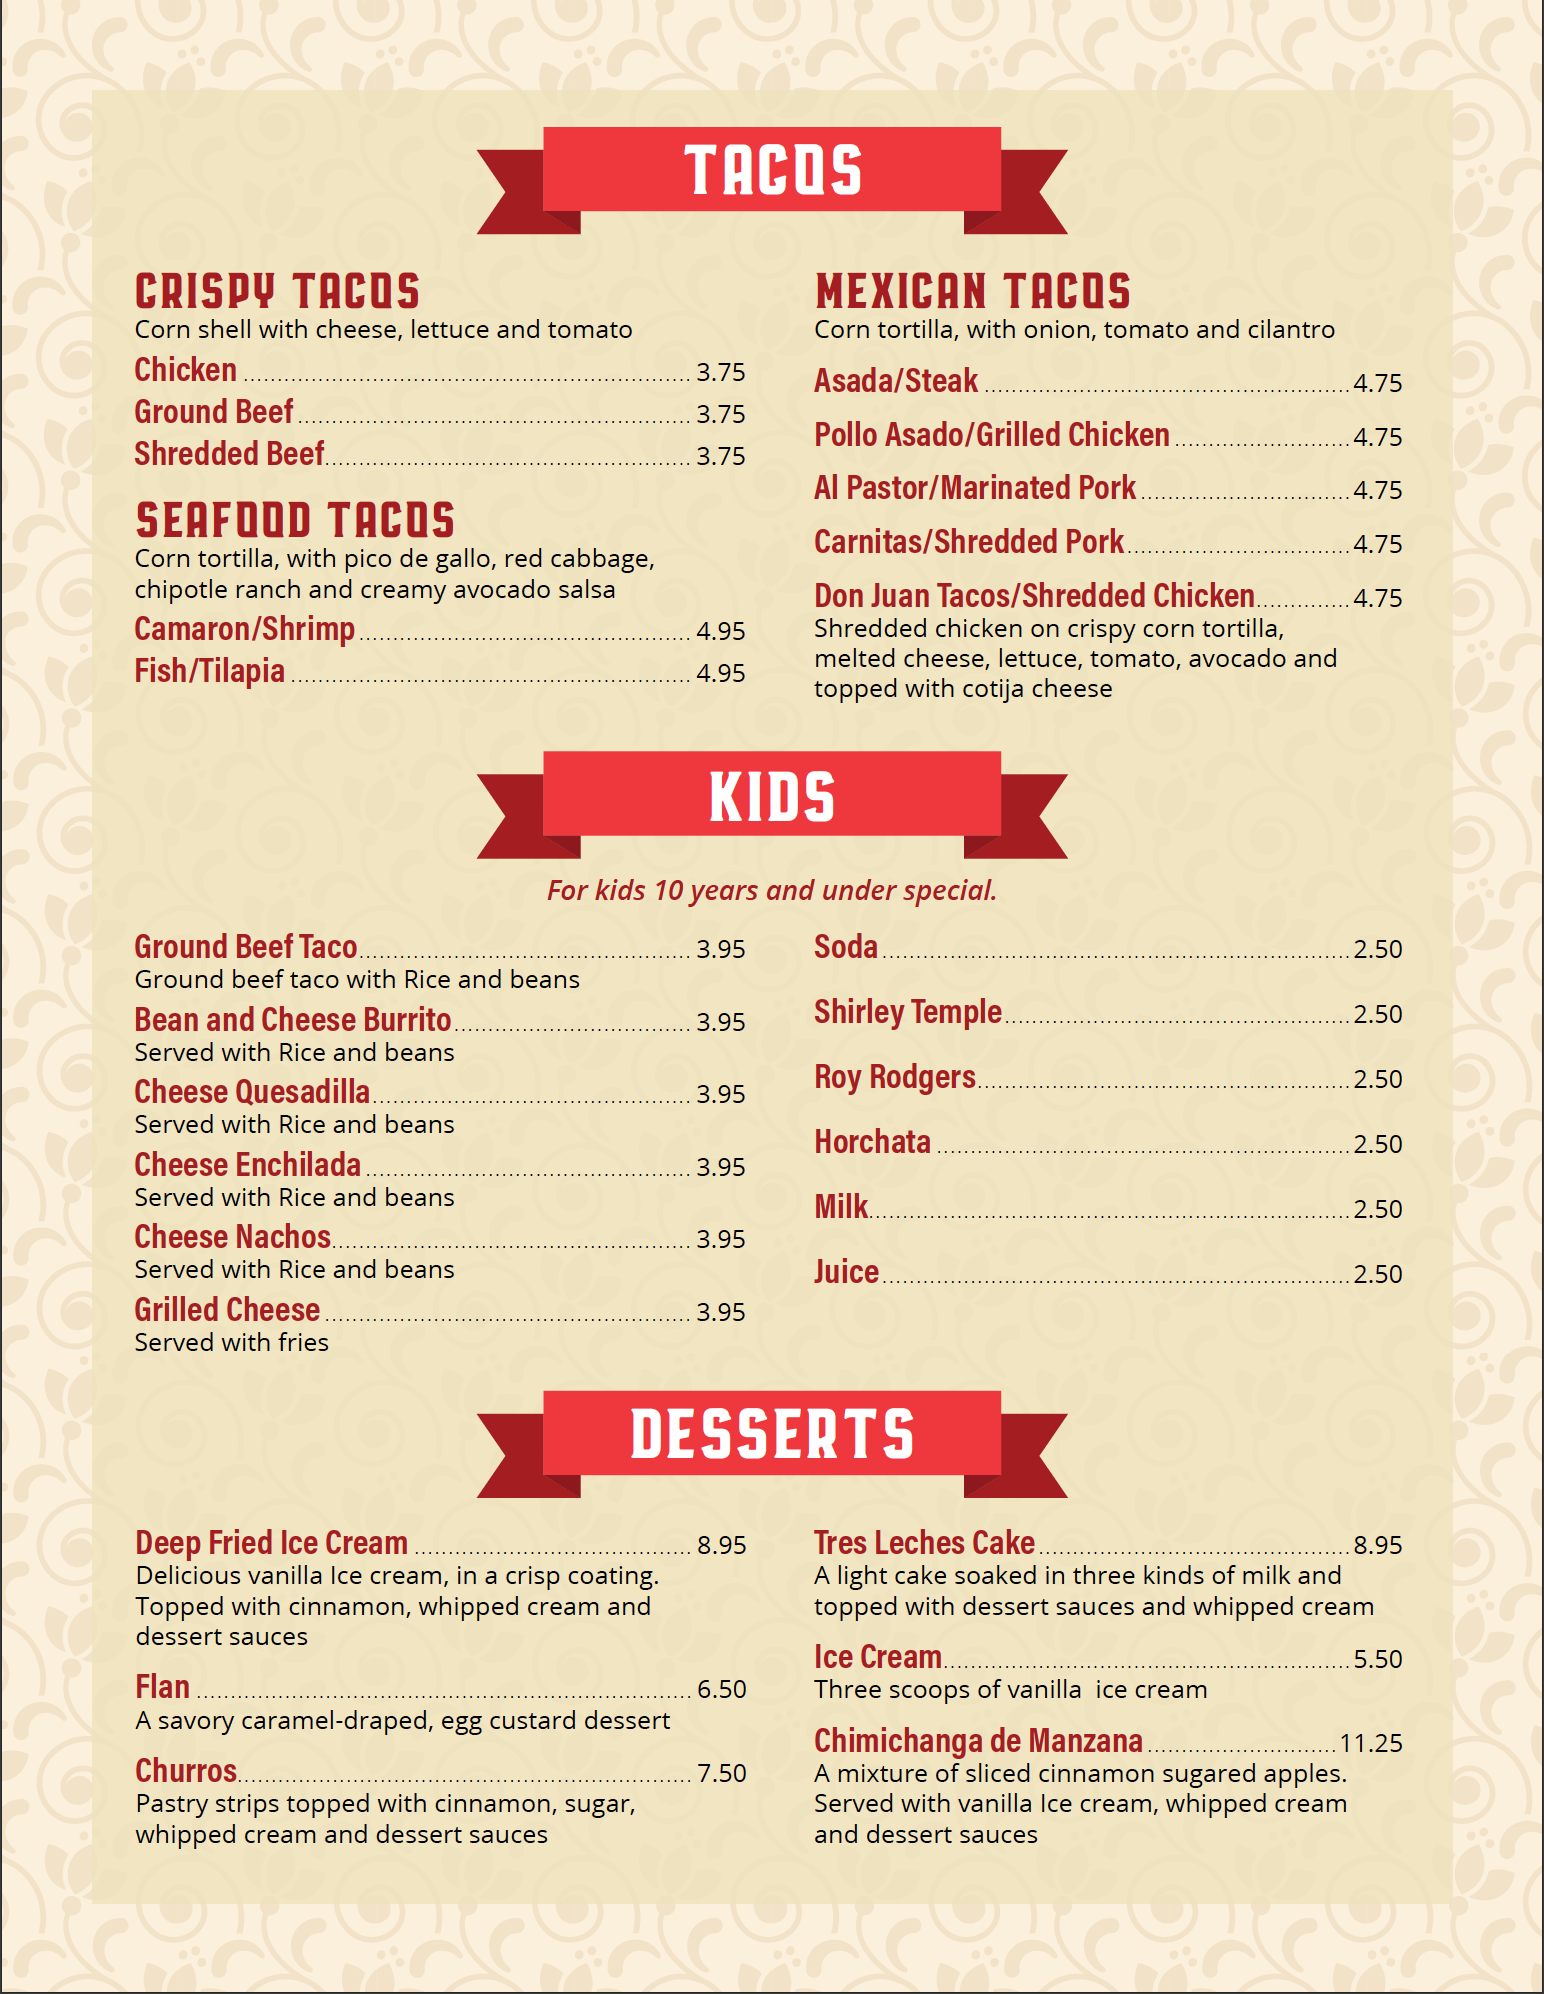 TACOS
CRISPY TACOS
Corn shell with cheese, lettuce and tomato
Chicken 3.75
Ground Beef 3.75
Shredded Beef 3.75
SEAFOOD TACOS
Corn tortilla, with pico de gallo, red cabbage,
chipotle ranch and creamy avocado salsa
Camaron/Shrimp 4.95
Fish/Tilapia 4.95
MEXICAN TACOS
Corn tortilla, with onion, tomato and cilantro
Asada/Steak 4.75
Pollo Asado/Grilled Chicken 4.75
Al Pastor/Marinated Pork 4.75
Carnitas/Shredded Pork 4.75
Don Juan Tacos/Shredded Chicken 4.75
Shredded chicken on crispy corn tortilla,
melted cheese, lettuce, tomato, avocado and
topped with cotija cheese
KIDS
For kids 10 years and under special.
Ground Beef Taco 3.95
Ground beef taco with Rice and beans
Bean and Cheese Burrito 3.95
Served with Rice and beans
Cheese Quesadilla 3.95
Served with Rice and beans
Cheese Enchilada 3.95
Served with Rice and beans
Cheese Nachos 3.95
Served with Rice and beans
Grilled Cheese 3.95
Served with fries
Soda 2.50
Shirley Temple 2.50
Roy Rodgers 2.50
Horchata 2.50
Milk 2.50
Juice 2.50
DESSERTS
Deep Fried Ice Cream 8.95
Delicious vanilla Ice cream, in a crisp coating.
Topped with cinnamon, whipped cream and
dessert sauces
Flan 6.50
A savory caramel-draped, egg custard dessert
Churros 7.50
Pastry strips topped with cinnamon, sugar,
whipped cream and dessert sauces
Tres Leches Cake 8.95
A light cake soaked in three kinds of milk and
topped with dessert sauces and whipped cream
Ice Cream 5.50
Three scoops of vanilla  ice cream
Chimichanga de Manzana 11.25
A mixture of sliced cinnamon sugared apples.
Served with vanilla Ice cream, whipped cream
and dessert sauces